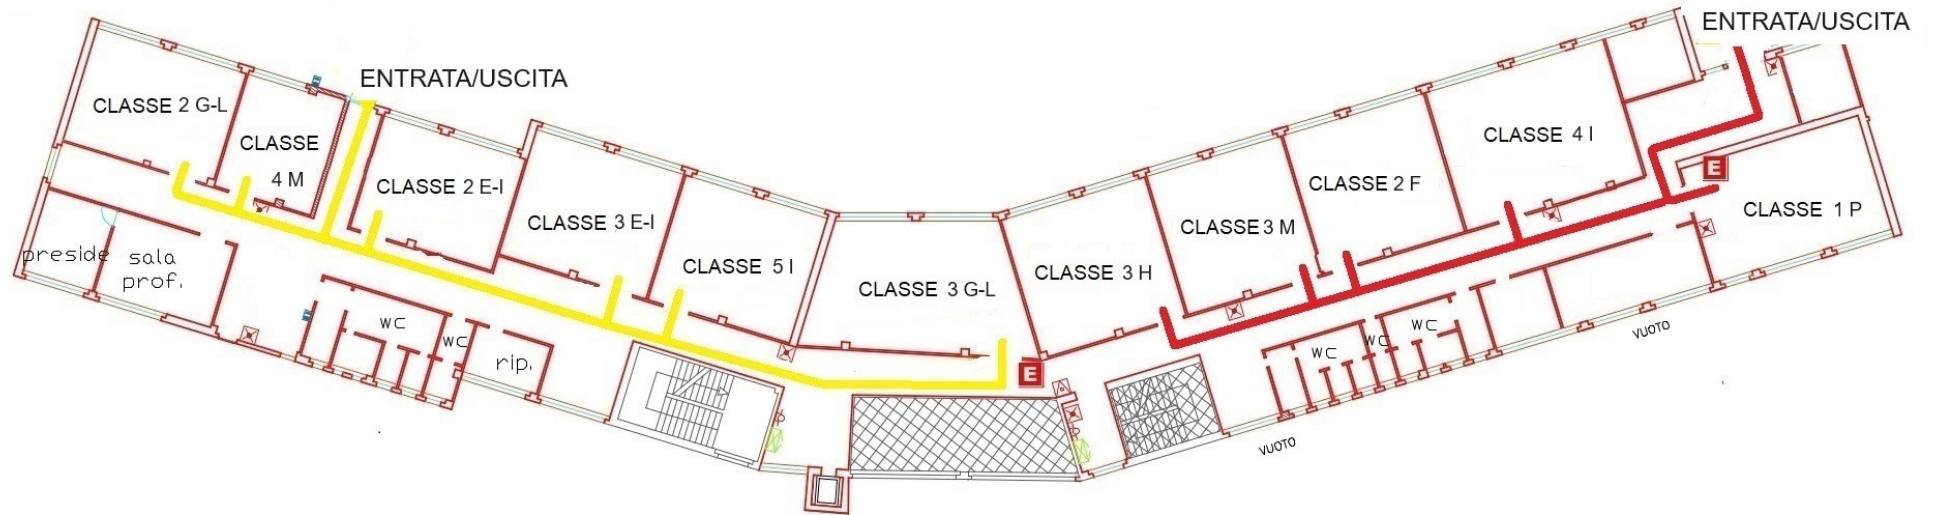 ENTRATA/USCITA
ENTRATA/USCITA
CLASSE 2 G-L
CLASSE
4 M
CLASSE 2 E-I
CLASSE 3 E-I
CLASSE 5 I
CLASSE 3 G-L
CLASSE 3 H
CLASSE 3 M
CLASSE 2 F
CLASSE 4 I
CLASSE 1 P
E
E
preside
sala
prof.
WC
WC
rip.
WC
WC
WC
VUOTO
VUOTO